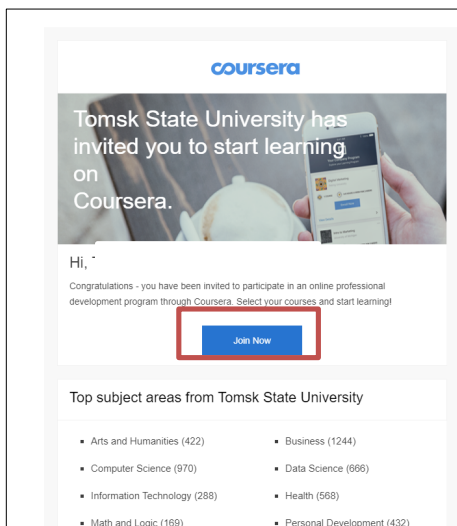 coursera
Tomsk State University has
invited you to start learning
on
Coursera.
Hi,
Congratulations - you have been invited to participate in an online professional
development program through Coursera. Select your courses and start learning!
Join Now
Top subject areas from Tomsk State University
▪ Arts and Humanities (422)
▪ Business (1244)
▪ Computer Science (970)
▪ Data Science (666)
▪ Information Technology (288)
▪ Health (568)
▪ Math and Logic (169)
▪ Personal Development (432)